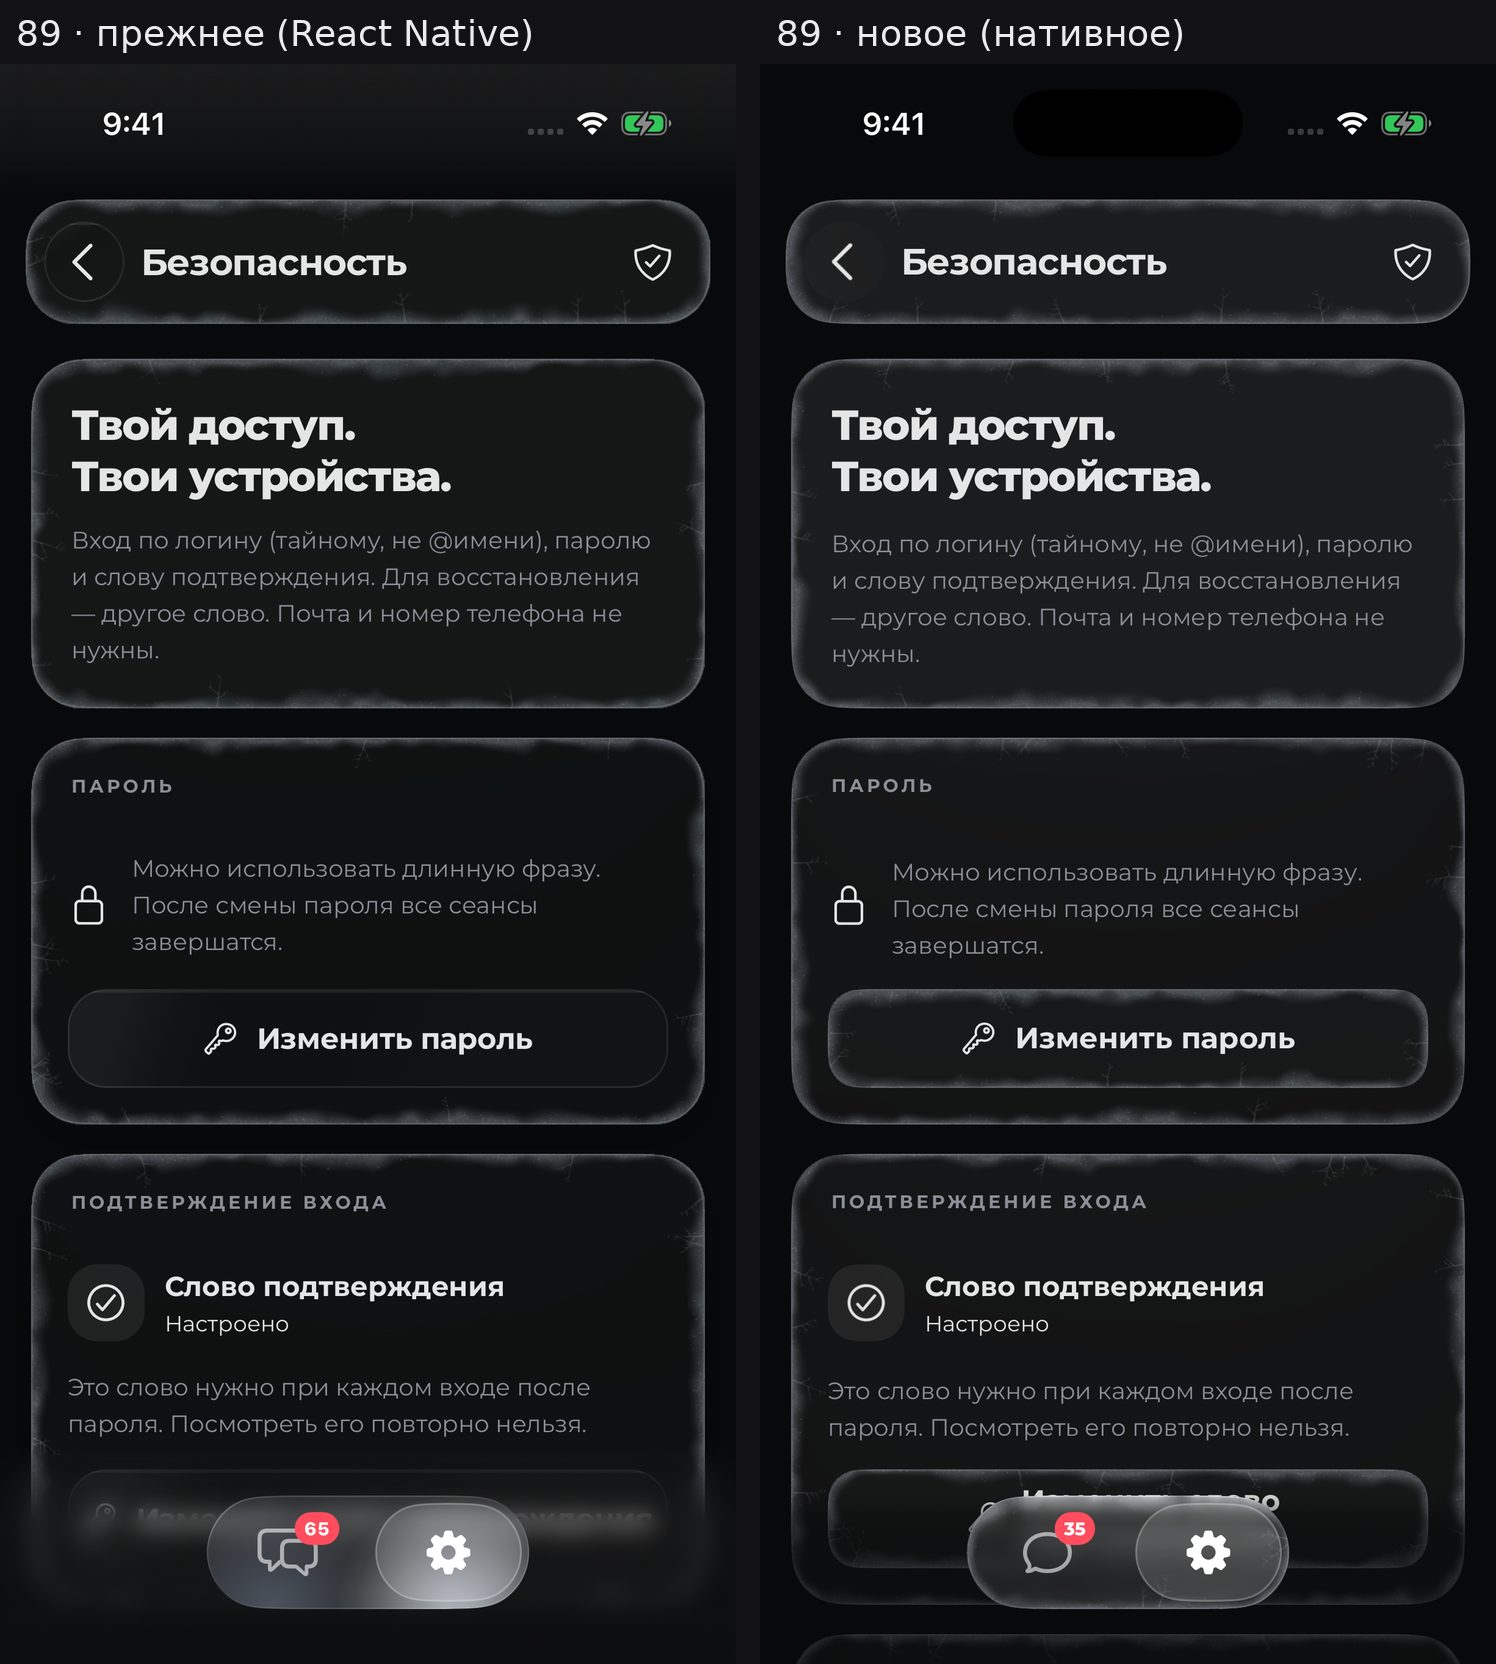 89 · прежнее (React Native)
9:41
Безопасность
Твой доступ.
Твои устройства.
Вход по логину (тайному, не @имени), паролю
и слову подтверждения. Для восстановления
— другое слово. Почта и номер телефона не
нужны.
ПАРОЛЬ
Можно использовать длинную фразу.
После смены пароля все сеансы
завершатся.
Изменить пароль
ПОДТВЕРЖДЕНИЕ ВХОДА
Слово подтверждения
Настроено
Это слово нужно при каждом входе после
пароля. Посмотреть его повторно нельзя.
65
89 · новое (нативное)
9:41
Безопасность
Твой доступ.
Твои устройства.
Вход по логину (тайному, не @имени), паролю
и слову подтверждения. Для восстановления
— другое слово. Почта и номер телефона не
нужны.
ПАРОЛЬ
Можно использовать длинную фразу.
После смены пароля все сеансы
завершатся.
Изменить пароль
ПОДТВЕРЖДЕНИЕ ВХОДА
Слово подтверждения
Настроено
Это слово нужно при каждом входе после
пароля. Посмотреть его повторно нельзя.
35